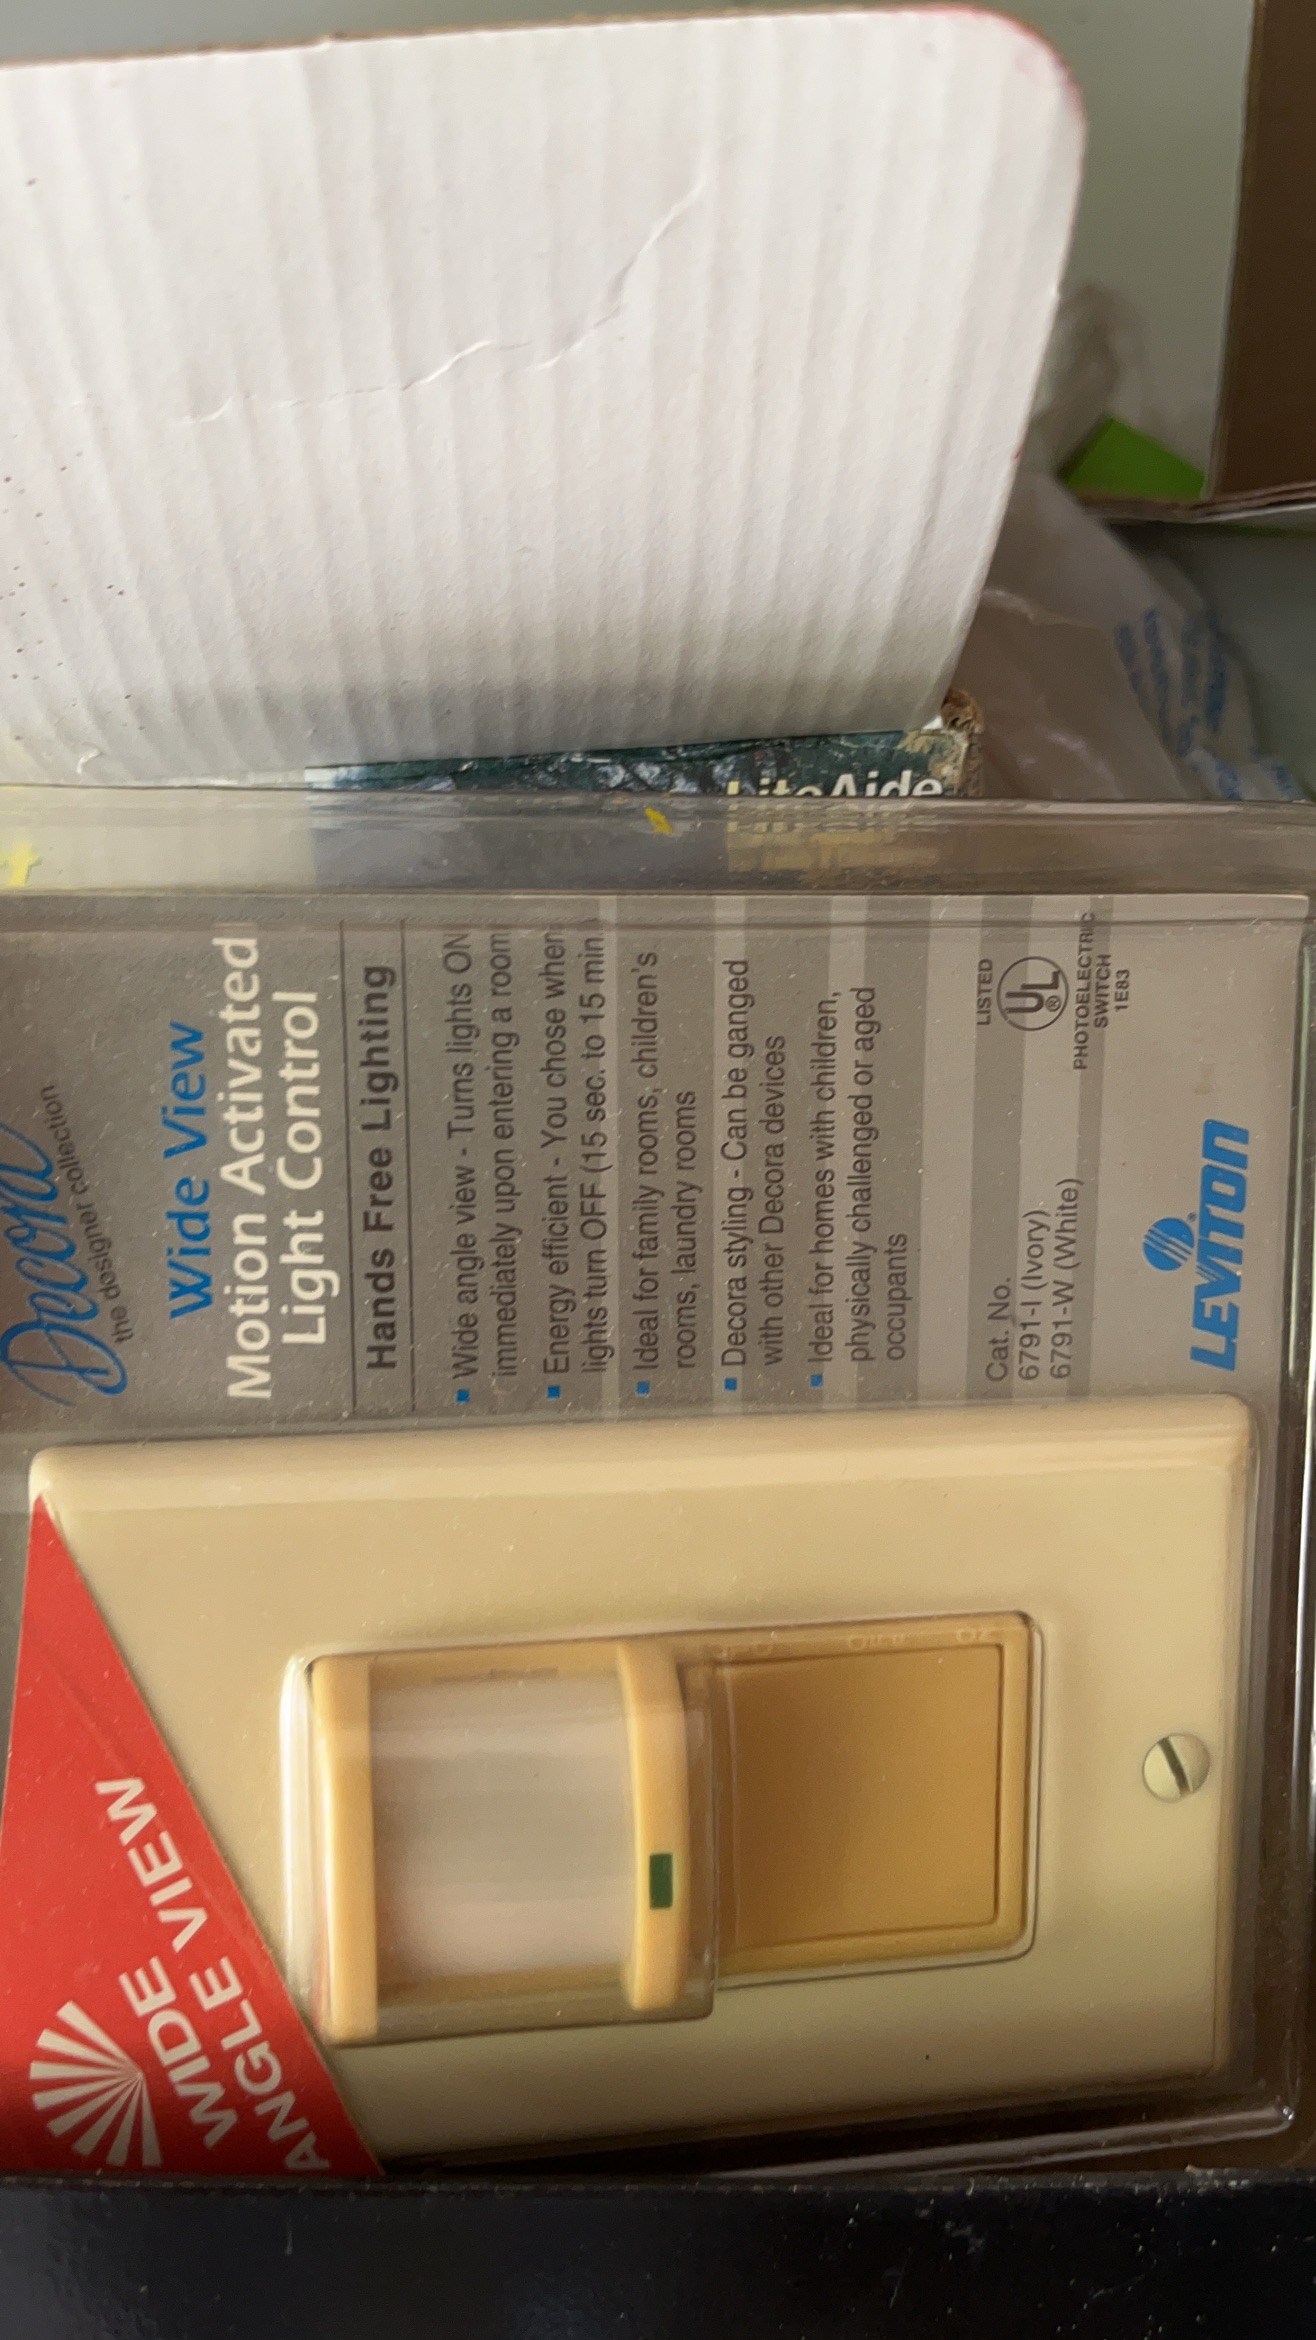 Decora
the designer collection
Wide View
Motion Activated
Light Control
Hands Free Lighting
▪ Wide angle view - Turns lights ON
immediately upon entering a room
▪ Energy efficient - You chose when
lights turn OFF (15 sec. to 15 min.)
▪ Ideal for family rooms, children's
rooms, laundry rooms
▪ Decora styling - Can be ganged
with other Decora devices
▪ Ideal for homes with children,
physically challenged or aged
occupants
Cat. No.
6791-I (Ivory)
6791-W (White)
LISTED
UL®
PHOTOELECTRIC
SWITCH
1E83
LEVITON®
WIDE
ANGLE VIEW
LiteAide